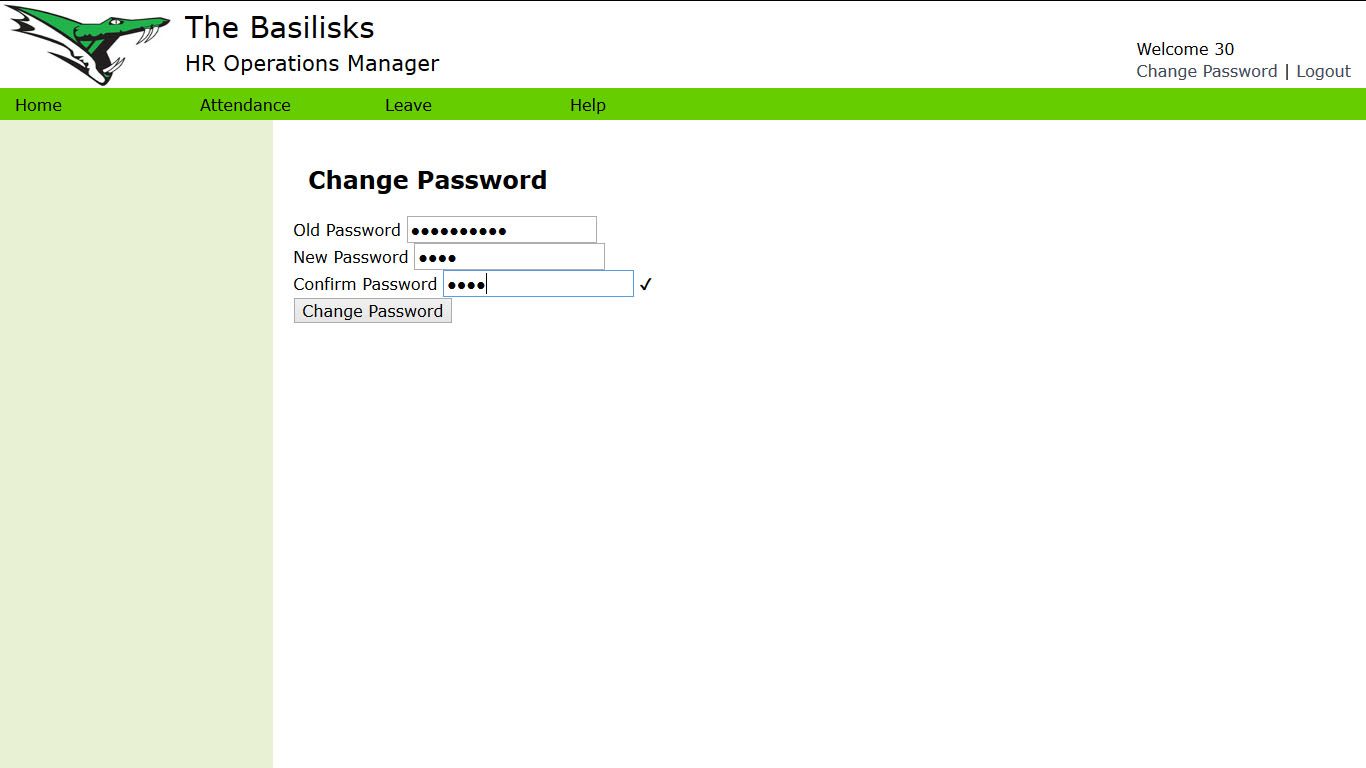 The Basilisks
HR Operations Manager
Welcome 30
Change Password | Logout
Home Attendance Leave Help
Change Password
Old Password ●●●●●●●●●●
New Password ●●●●
Confirm Password ●●●● ✓
Change Password